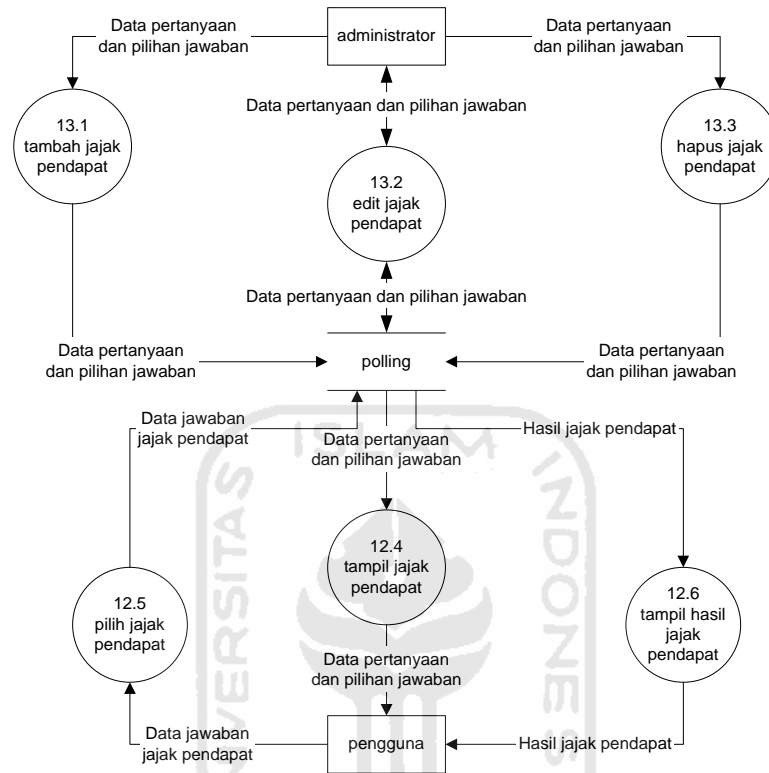 Data pertanyaan
dan pilihan jawaban
administrator
Data pertanyaan
dan pilihan jawaban
13.1
tambah jajak
pendapat
Data pertanyaan dan pilihan jawaban
13.2
edit jajak
pendapat
13.3
hapus jajak
pendapat
Data pertanyaan dan pilihan jawaban
Data pertanyaan
dan pilihan jawaban
polling
Data pertanyaan
dan pilihan jawaban
Data jawaban
jajak pendapat
Data pertanyaan
dan pilihan jawaban
Hasil jajak pendapat
12.4
tampil jajak
pendapat
12.5
pilih jajak
pendapat
12.6
tampil hasil
jajak
pendapat
Data pertanyaan
dan pilihan jawaban
Data jawaban
jajak pendapat
pengguna
Hasil jajak pendapat
ISLAM